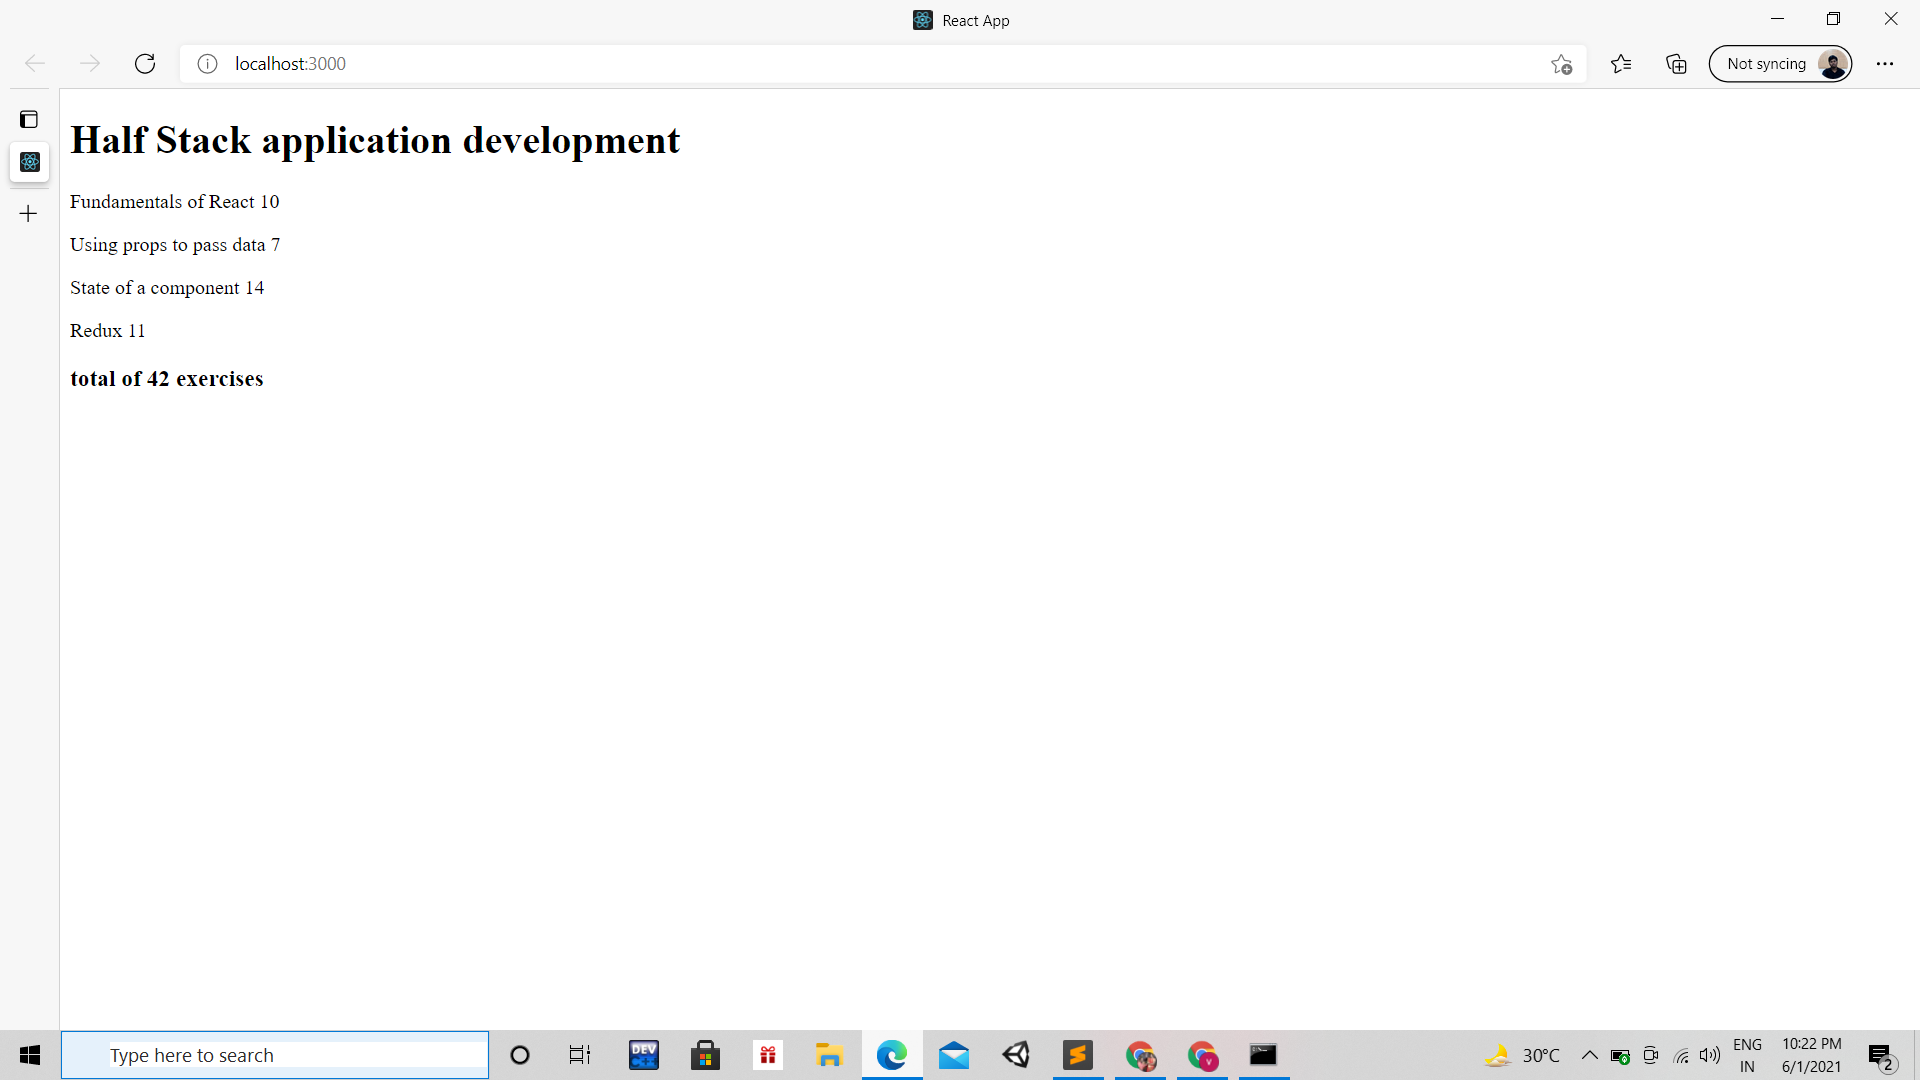 React App
localhost:3000
Not syncing
Half Stack application development
Fundamentals of React 10
Using props to pass data 7
State of a component 14
Redux 11
total of 42 exercises
Type here to search
DEV
C++
V
30°C
ENG
IN
10:22 PM
6/1/2021
2